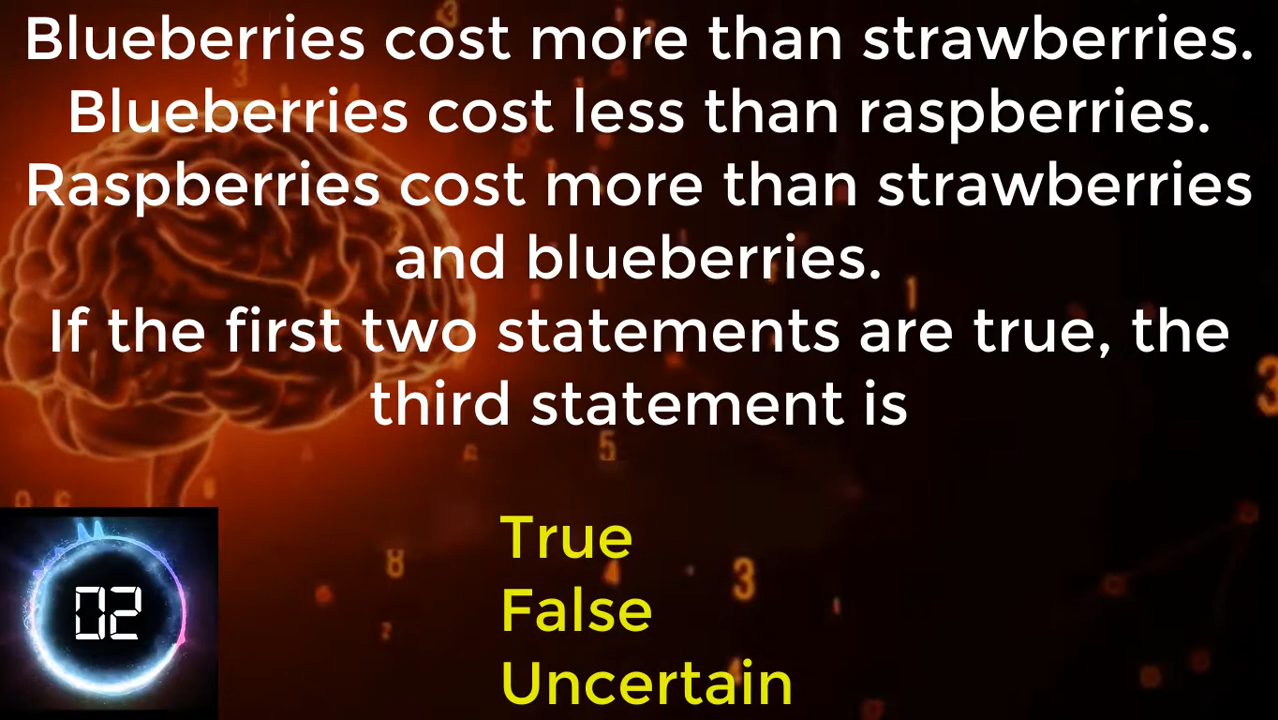 Blueberries cost more than strawberries.
Blueberries cost less than raspberries.
Raspberries cost more than strawberries
and blueberries.
If the first two statements are true, the
third statement is
True
False
Uncertain
02